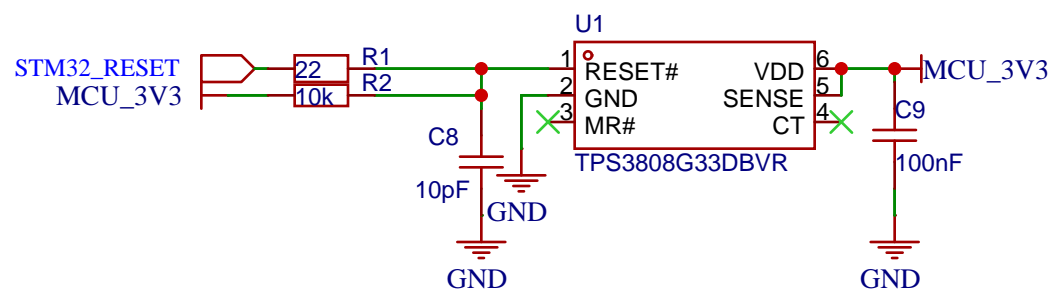 U1
STM32_RESET
22
R1
1
RESET#
VDD
6
MCU_3V3
MCU_3V3
10k
R2
2
GND
SENSE
5
3
MR#
CT
4
C9
C8
TPS3808G33DBVR
100nF
10pF
GND
GND
GND